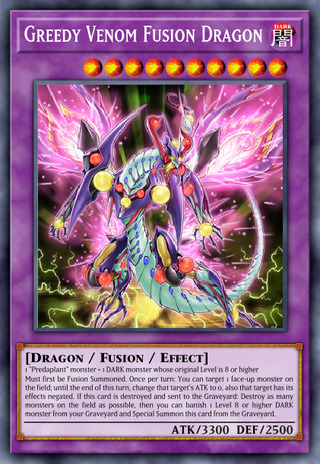 Greedy Venom Fusion Dragon
DARK
闇
[Dragon / Fusion / Effect]
1 "Predaplant" monster + 1 DARK monster whose original Level is 8 or higher
Must first be Fusion Summoned. Once per turn: You can target 1 face-up monster on
the field; until the end of this turn, change that target's ATK to 0, also that target has its
effects negated. If this card is destroyed and sent to the Graveyard: Destroy as many
monsters on the field as possible, then you can banish 1 Level 8 or higher DARK
monster from your Graveyard and Special Summon this card from the Graveyard.
ATK/3300 DEF/2500